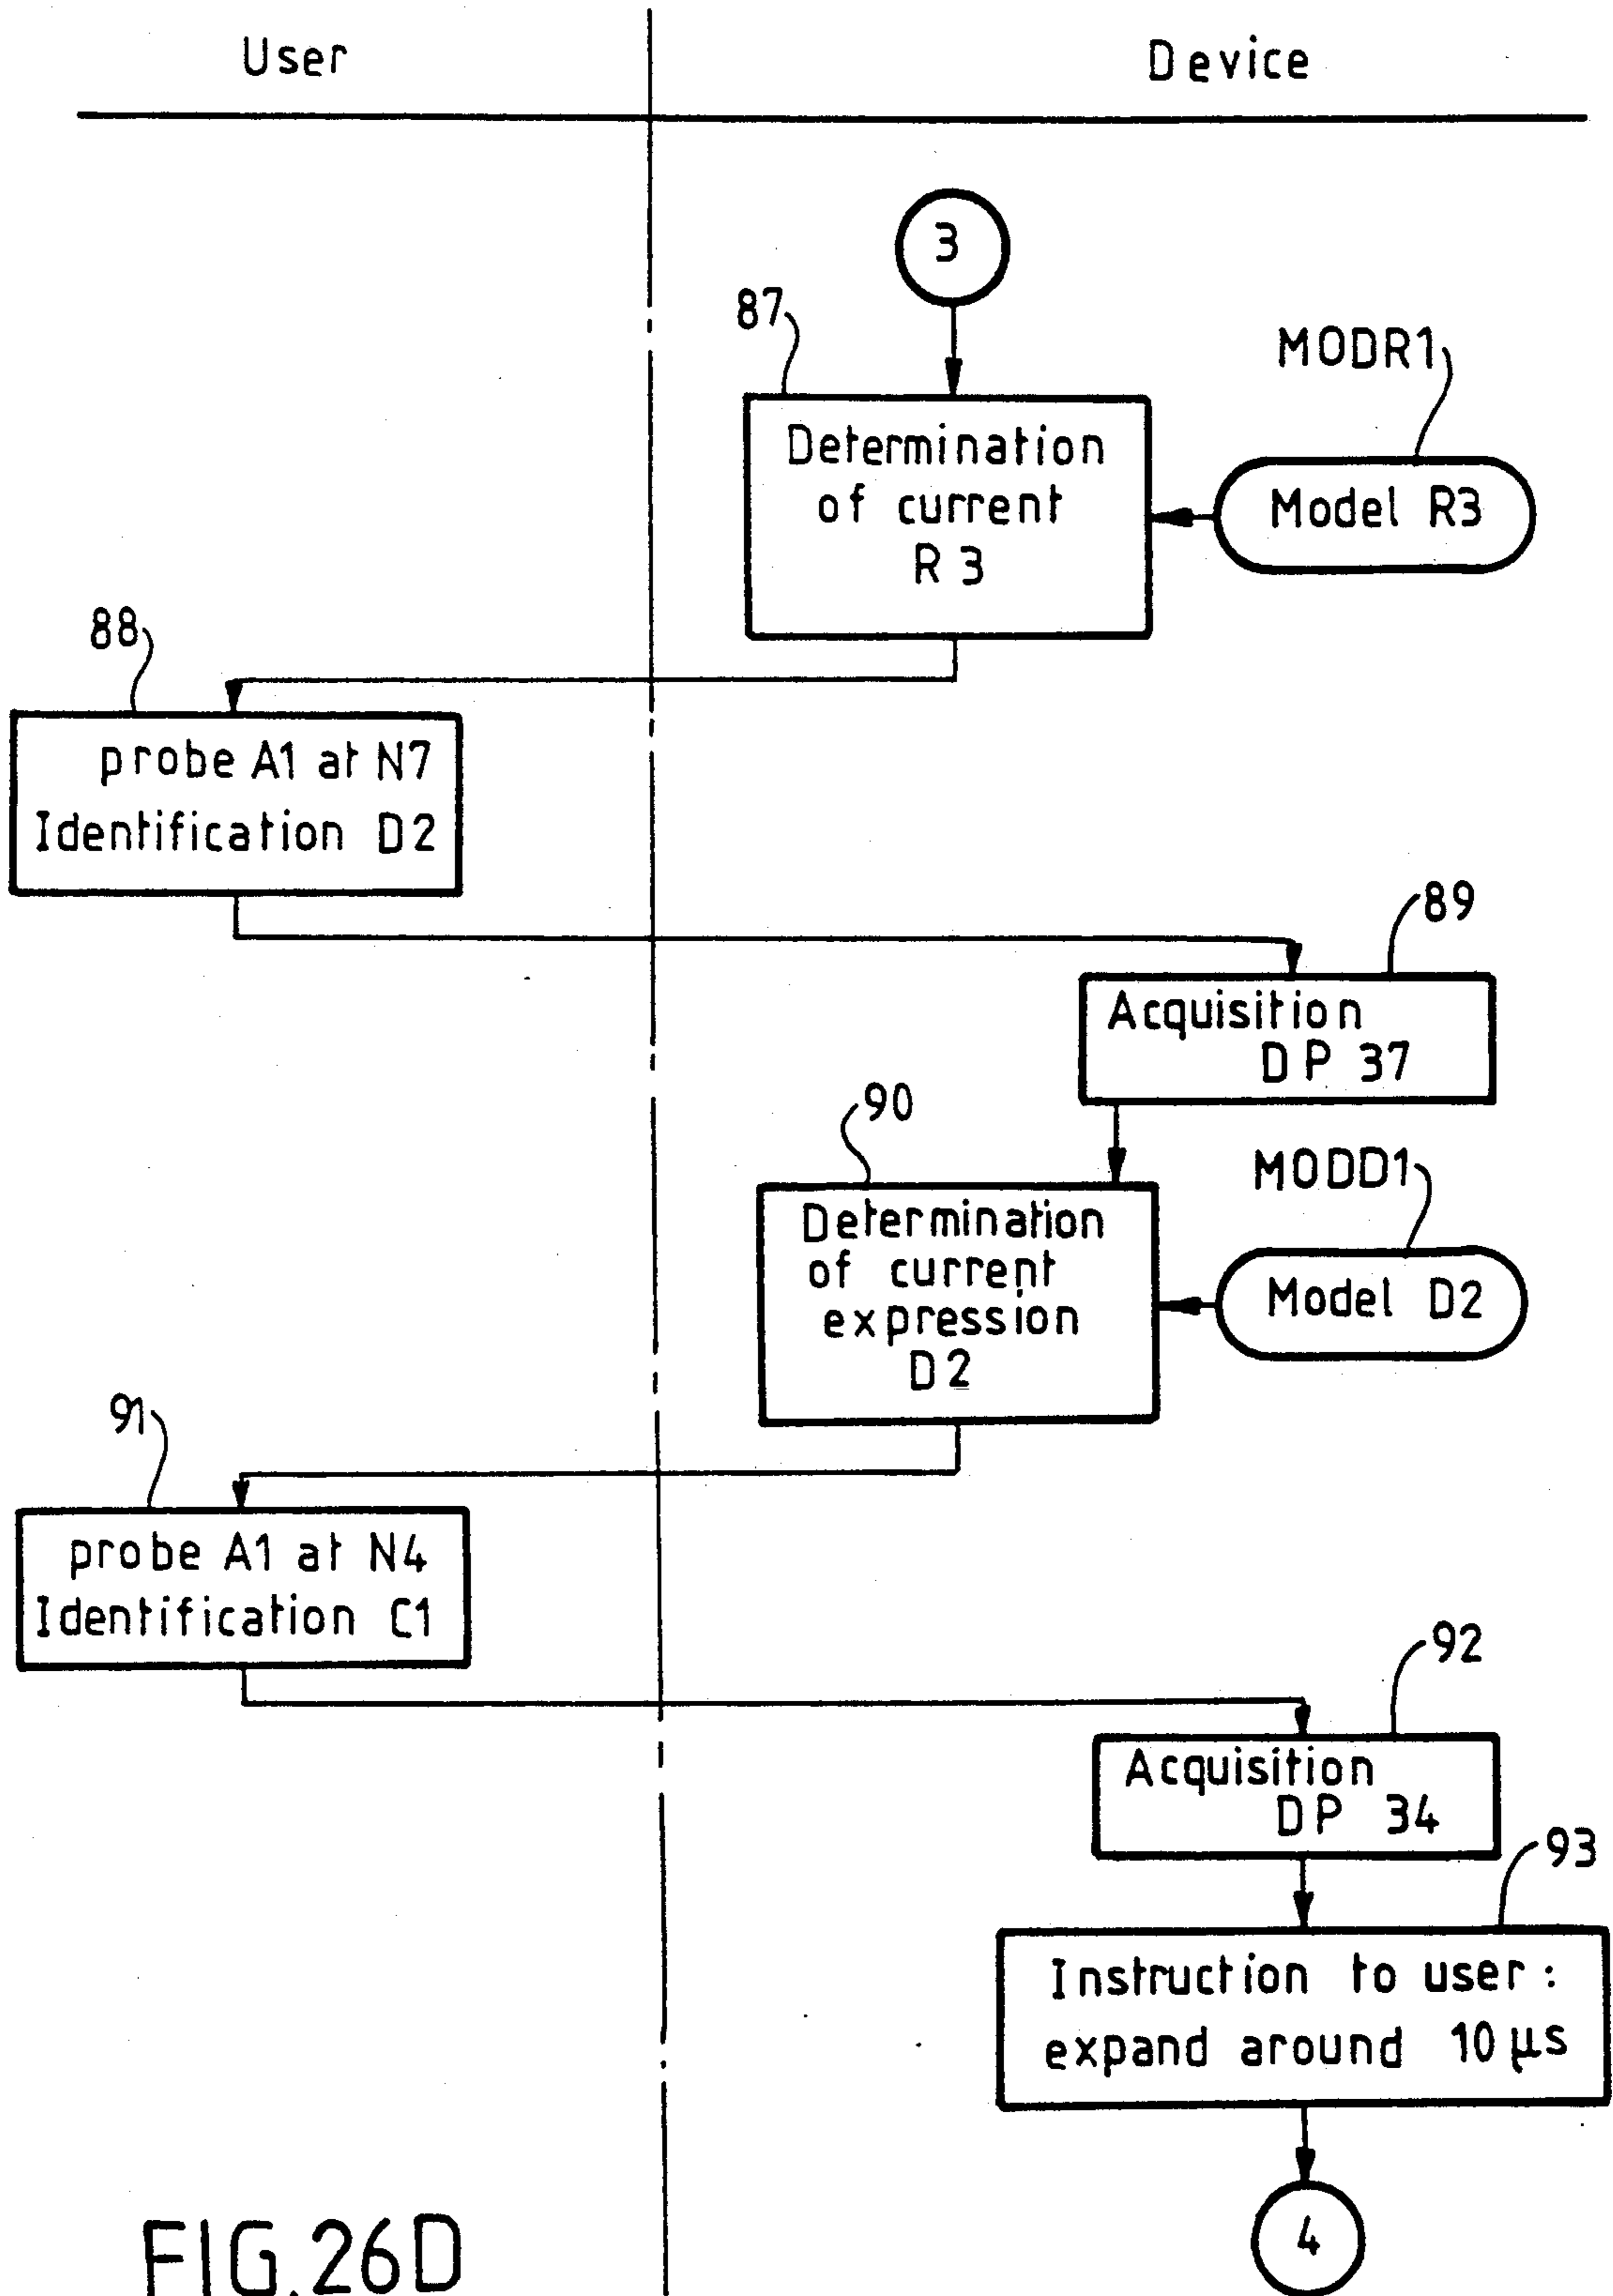 User
Device
3
87
MODR1
Determination
of current
R3
Model R3
88
probe A1 at N7
Identification D2
89
Acquisition
DP 37
90
MODD1
Determination
of current
expression
D2
Model D2
91
probe A1 at N4
Identification C1
92
Acquisition
DP 34
93
Instruction to user:
expand around 10 µs
4
FIG.26D